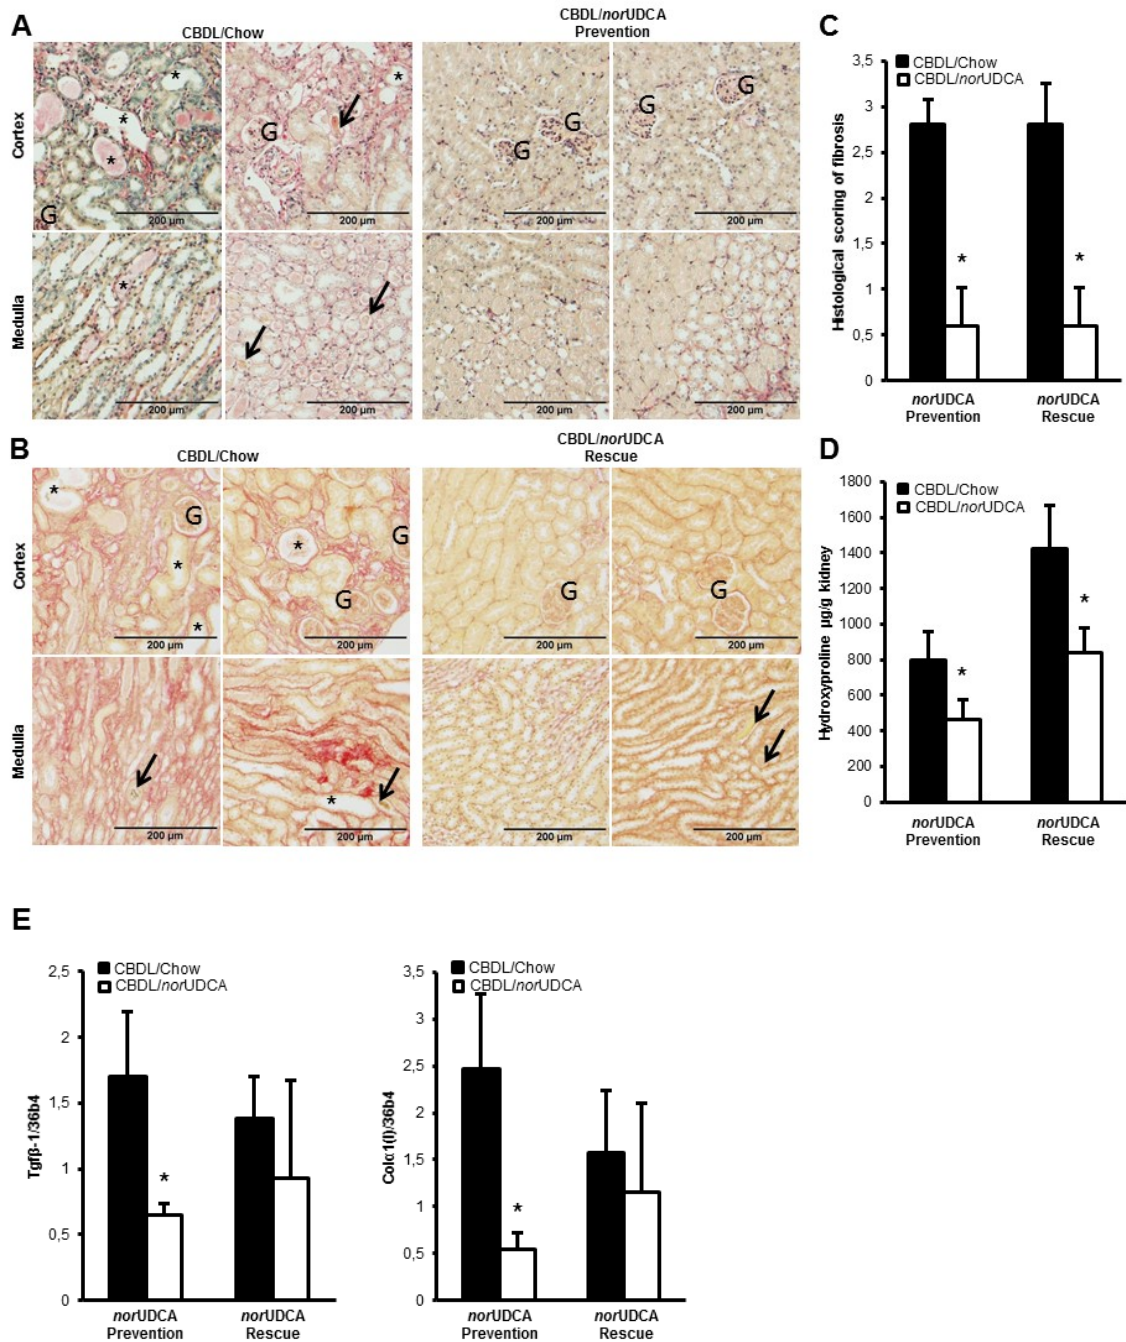 A
CBDL/Chow
CBDL/norUDCA
Prevention
Cortex
* * * G 200 µm
* G 200 µm
G G 200 µm
G G 200 µm
Medulla
* 200 µm
200 µm
200 µm
200 µm
B
CBDL/Chow
CBDL/norUDCA
Rescue
Cortex
* G * * 200 µm
* G G 200 µm
G 200 µm
G 200 µm
Medulla
200 µm
* 200 µm
200 µm
200 µm
C
CBDL/Chow
CBDL/norUDCA
Histological scoring of fibrosis
3,5
3
2,5
2
1,5
1
0,5
0
*
*
norUDCA
Prevention
norUDCA
Rescue
D
CBDL/Chow
CBDL/norUDCA
Hydroxyproline µg/g kidney
1800
1600
1400
1200
1000
800
600
400
200
0
*
*
norUDCA
Prevention
norUDCA
Rescue
E
CBDL/Chow
CBDL/norUDCA
Tgfβ-1/36b4
2,5
2
1,5
1
0,5
0
*
norUDCA
Prevention
norUDCA
Rescue
CBDL/Chow
CBDL/norUDCA
Colα1(I)/36b4
3,5
3
2,5
2
1,5
1
0,5
0
*
norUDCA
Prevention
norUDCA
Rescue